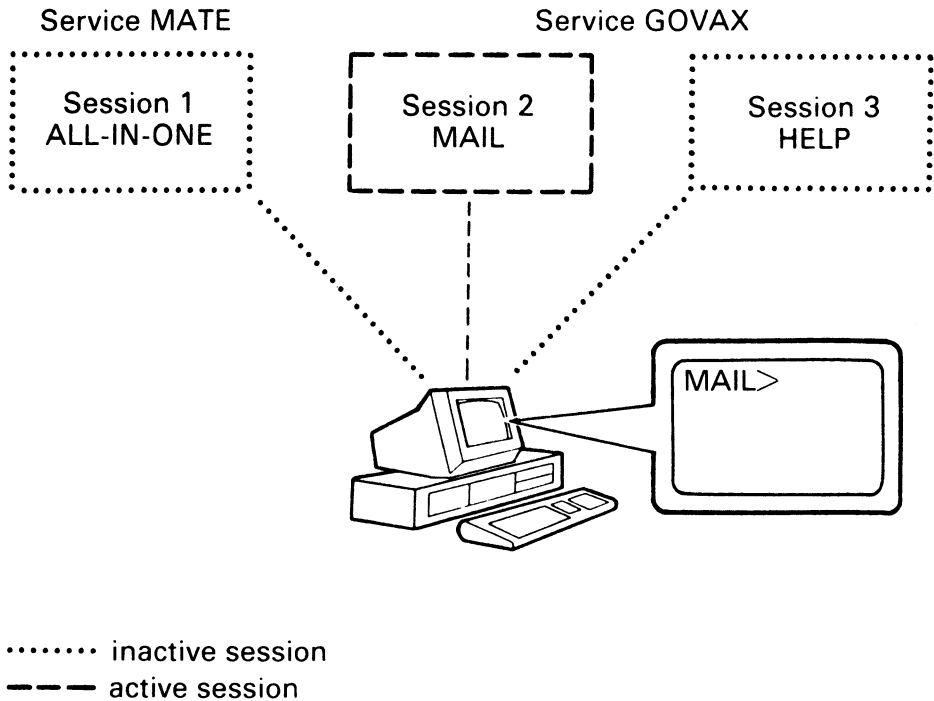 Service MATE
Service GOVAX
Session 1
ALL-IN-ONE
Session 2
MAIL
Session 3
HELP
MAIL>
inactive session
active session